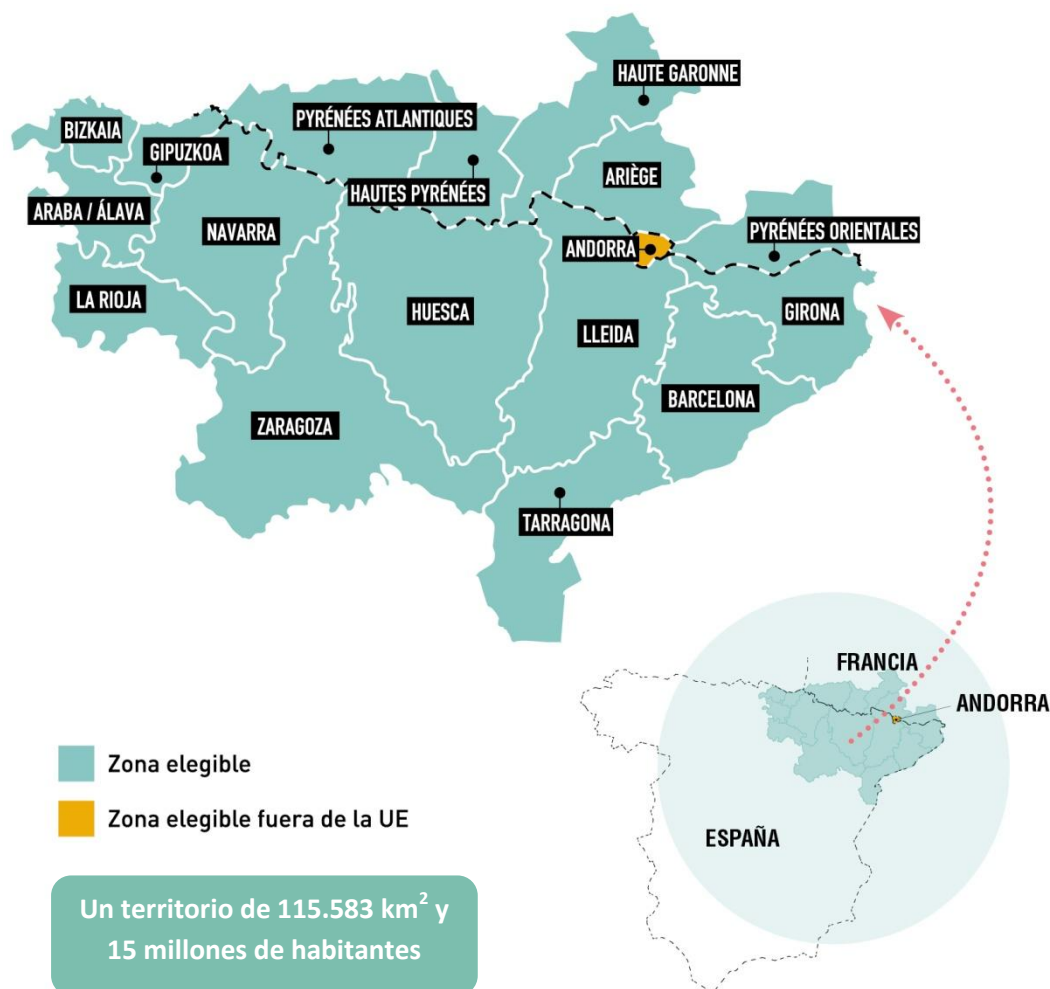 HAUTE GARONNE
PYRÉNÉES ATLANTIQUES
BIZKAIA
GIPUZKOA
ARIÈGE
HAUTES PYRÉNÉES
ARABA / ÁLAVA
NAVARRA
PYRÉNÉES ORIENTALES
ANDORRA
LA RIOJA
HUESCA
GIRONA
LLEIDA
BARCELONA
ZARAGOZA
TARRAGONA
FRANCIA
ANDORRA
ESPAÑA
Zona elegible
Zona elegible fuera de la UE
Un territorio de 115.583 km² y
15 millones de habitantes